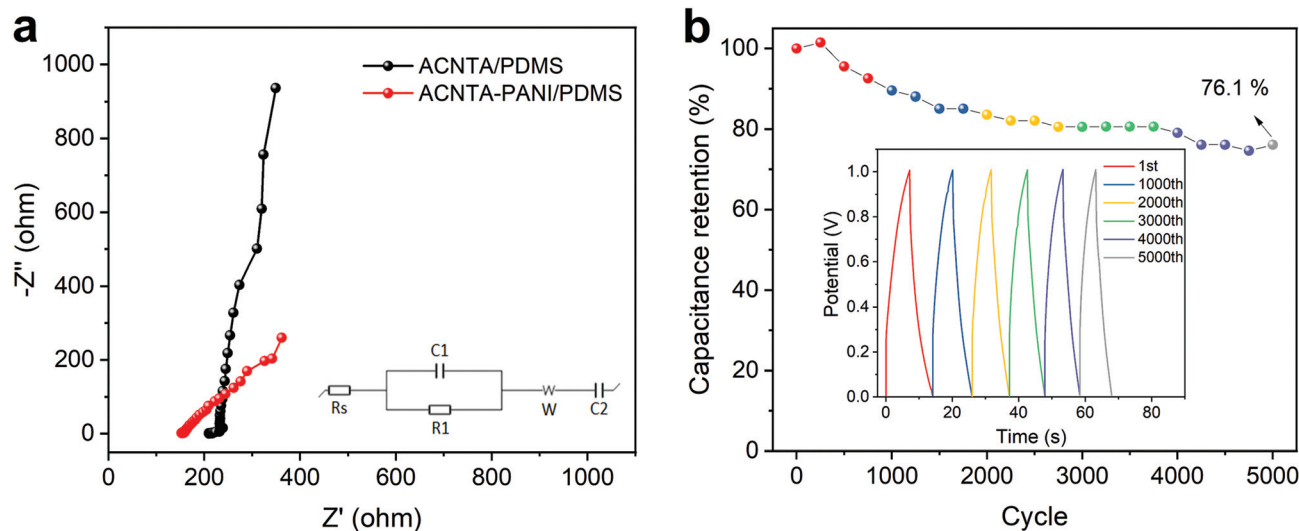 a
-Z'' (ohm)
1000
800
600
400
200
0
0 200 400 600 800 1000
Z' (ohm)
ACNTA/PDMS
ACNTA-PANI/PDMS
Rs
C1
R1
W
C2
b
Capacitance retention (%)
100
80
60
40
20
0
0 1000 2000 3000 4000 5000
Cycle
76.1 %
Potential (V)
1.0
0.8
0.6
0.4
0.2
0.0
0 20 40 60 80
Time (s)
1st
1000th
2000th
3000th
4000th
5000th